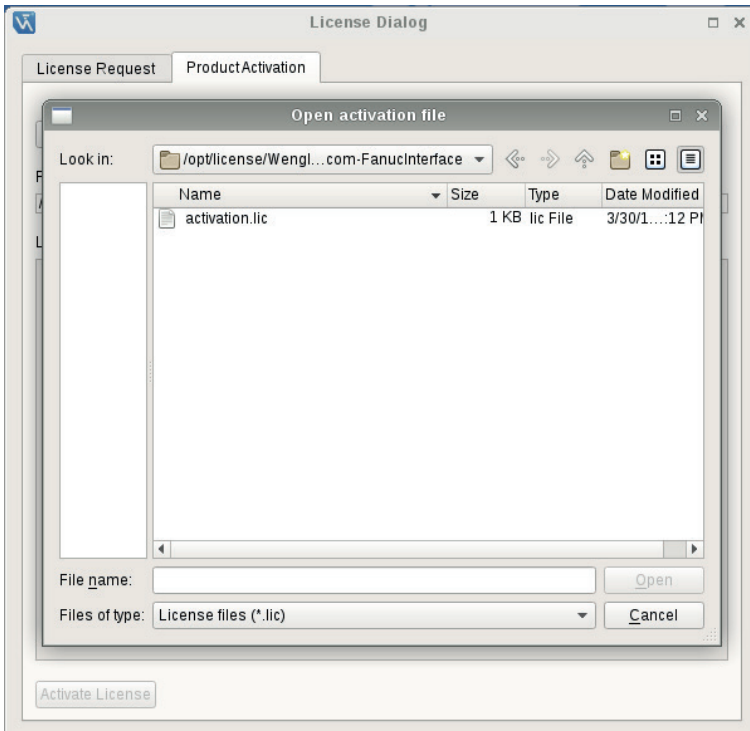 License Dialog
License Request ProductActivation
Open activation file
Look in: /opt/license/Wengl...com-FanucInterface
Name Size Type Date Modified
activation.lic 1 KB lic File 3/30/1...:12 PM
File name: Open
Files of type: License files (*.lic) Cancel
Activate License